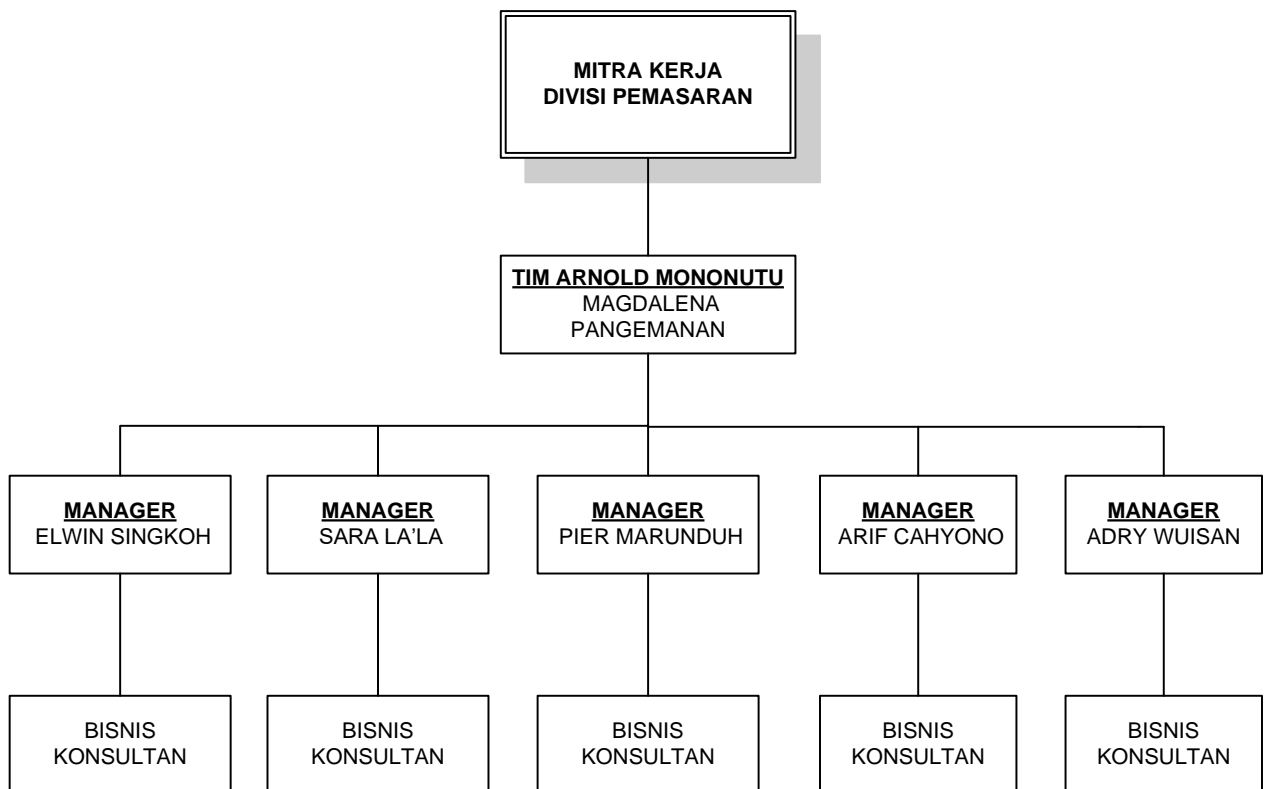 MITRA KERJA
DIVISI PEMASARAN
TIM ARNOLD MONONUTU
MAGDALENA
PANGEMANAN
MANAGER
ELWIN SINGKOH
MANAGER
SARA LA’LA
MANAGER
PIER MARUNDUH
MANAGER
ARIF CAHYONO
MANAGER
ADRY WUISAN
BISNIS
KONSULTAN
BISNIS
KONSULTAN
BISNIS
KONSULTAN
BISNIS
KONSULTAN
BISNIS
KONSULTAN